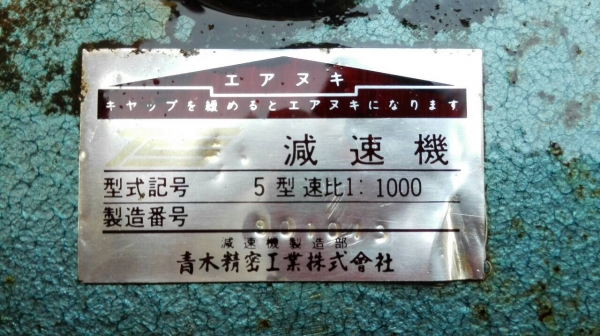 エアヌキ
キャップを緩めるとエアヌキになります
減速機
型式記号 5型 速比1:1000
製造番号
減速機製造部
青木精密工業株式會社